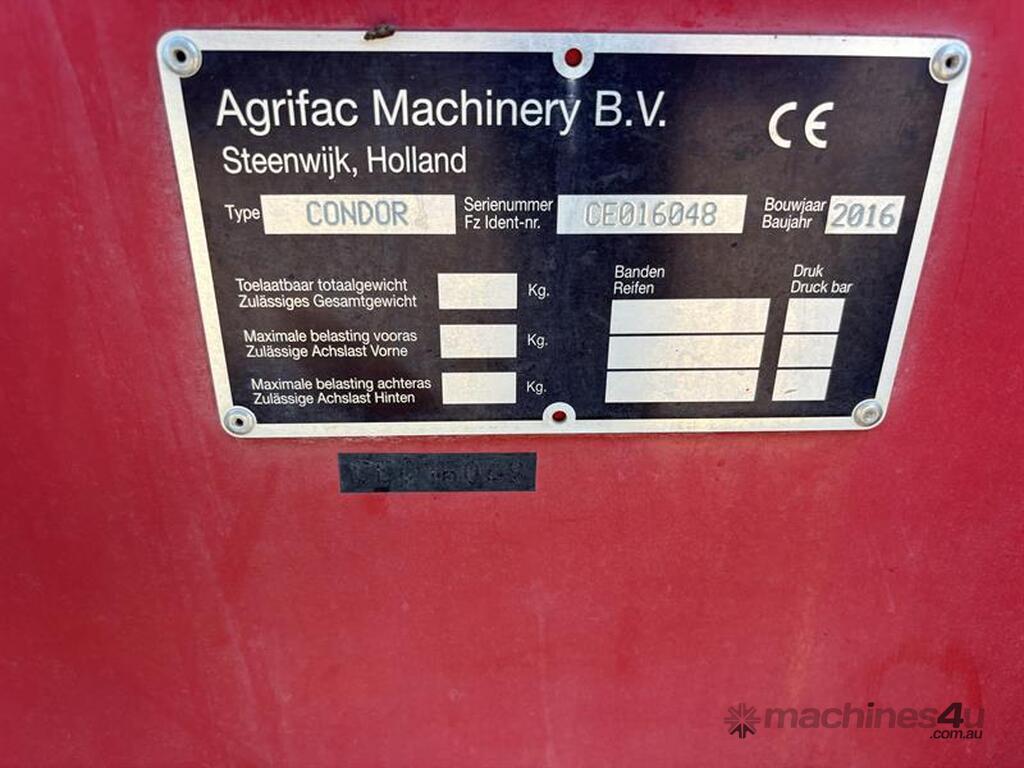 Agrifac Machinery B.V.
CE
Steenwijk, Holland
Type CONDOR
Serienummer
Fz Ident-nr.
CE016048
Bouwjaar
Baujahr
2016
Toelaatbaar totaalgewicht
Zulässiges Gesamtgewicht
Kg.
Maximale belasting vooras
Zulässige Achslast Vorne
Kg.
Maximale belasting achteras
Zulässige Achslast Hinten
Kg.
Banden
Reifen
Druk
Druck bar
machines4u
.com.au